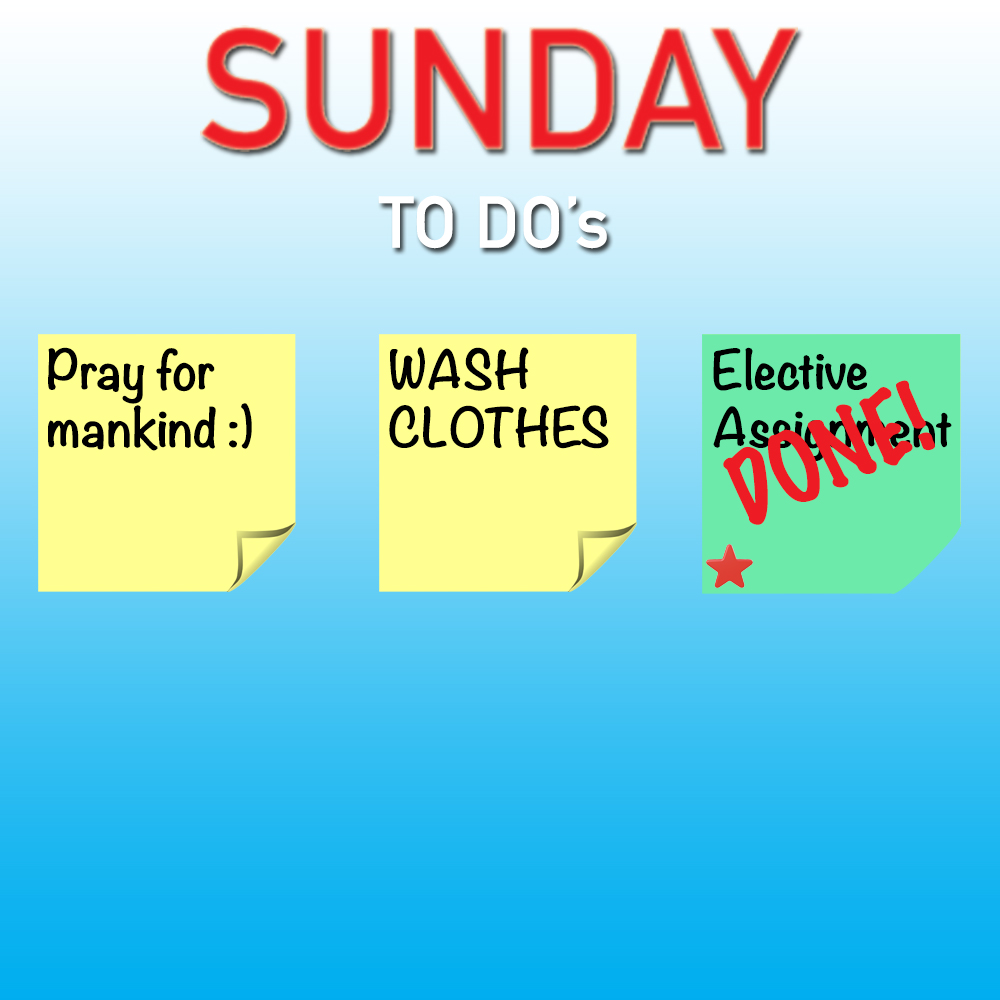 SUNDAY
TO DO's
Pray for
mankind :)
WASH
CLOTHES
Elective
Assignment
DONE!